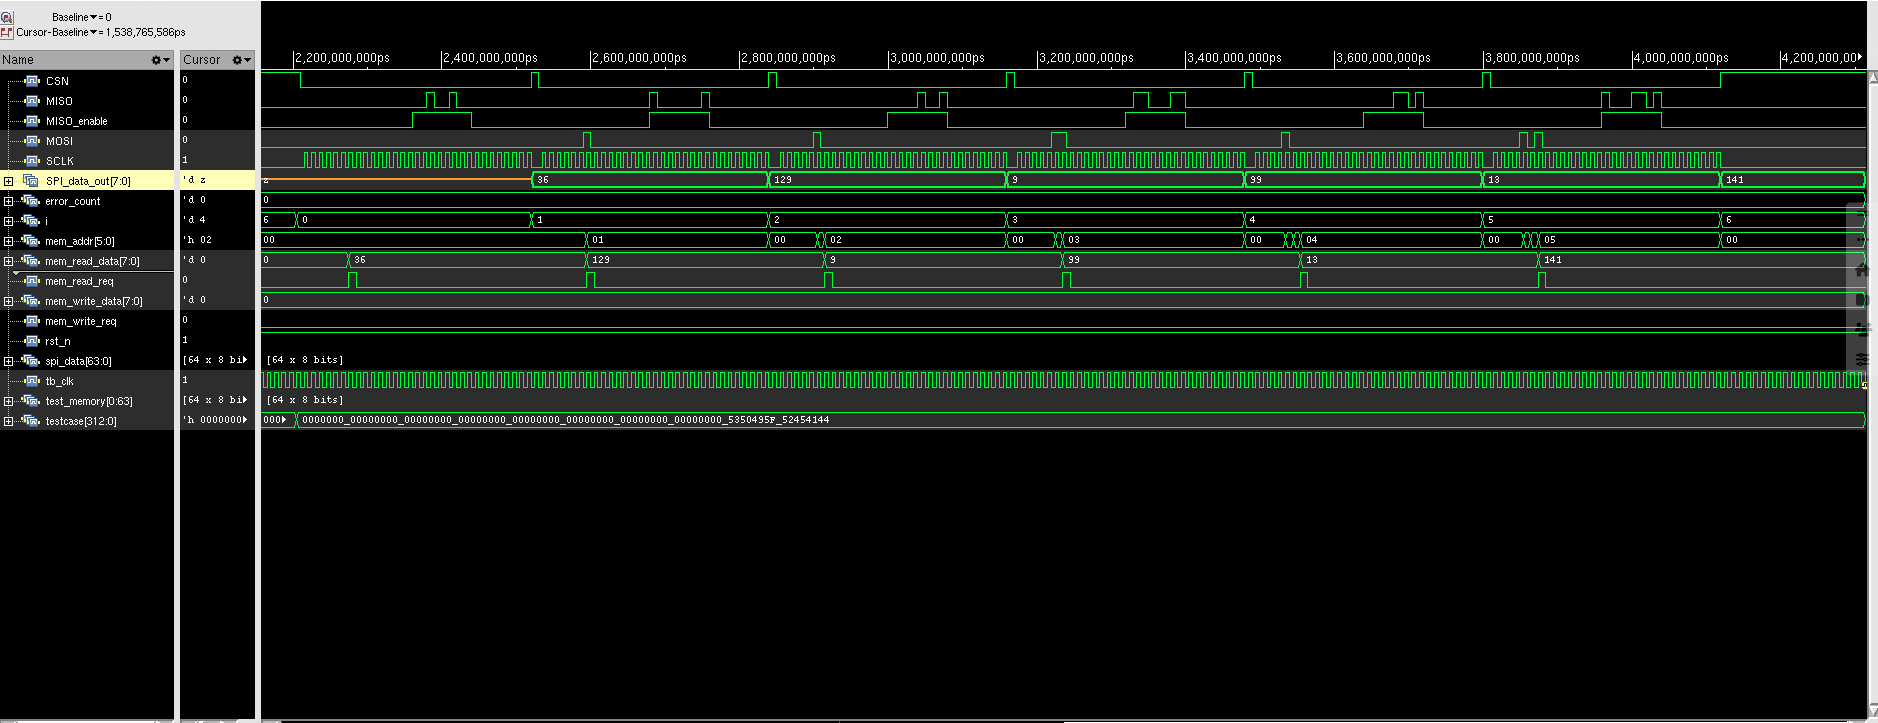 Baseline▼= 0
Cursor-Baseline▼= 1,538,765,586ps
Name Cursor 2,200,000,000ps 2,400,000,000ps 2,600,000,000ps 2,800,000,000ps 3,000,000,000ps 3,200,000,000ps 3,400,000,000ps 3,600,000,000ps 3,800,000,000ps 4,000,000,000ps 4,200,000,00
CSN 0
MISO 0
MISO_enable 0
MOSI 0
SCLK 1
SPI_data_out[7:0] 'd z z 36 129 9 99 13 141
error_count 'd 0 0
i 'd 4 6 0 1 2 3 4 5 6
mem_addr[5:0] 'h 02 00 01 00 02 00 03 00 04 00 05 00
mem_read_data[7:0] 'd 0 0 36 129 9 99 13 141
mem_read_req 0
mem_write_data[7:0] 'd 0 0
mem_write_req 0
rst_n 1
spi_data[63:0] [64 x 8 bi [64 x 8 bits]
tb_clk 1
test_memory[0:63] [64 x 8 bi [64 x 8 bits]
testcase[312:0] 'h 0000000 000 0000000_00000000_00000000_00000000_00000000_00000000_00000000_00000000_5350495F_52454144